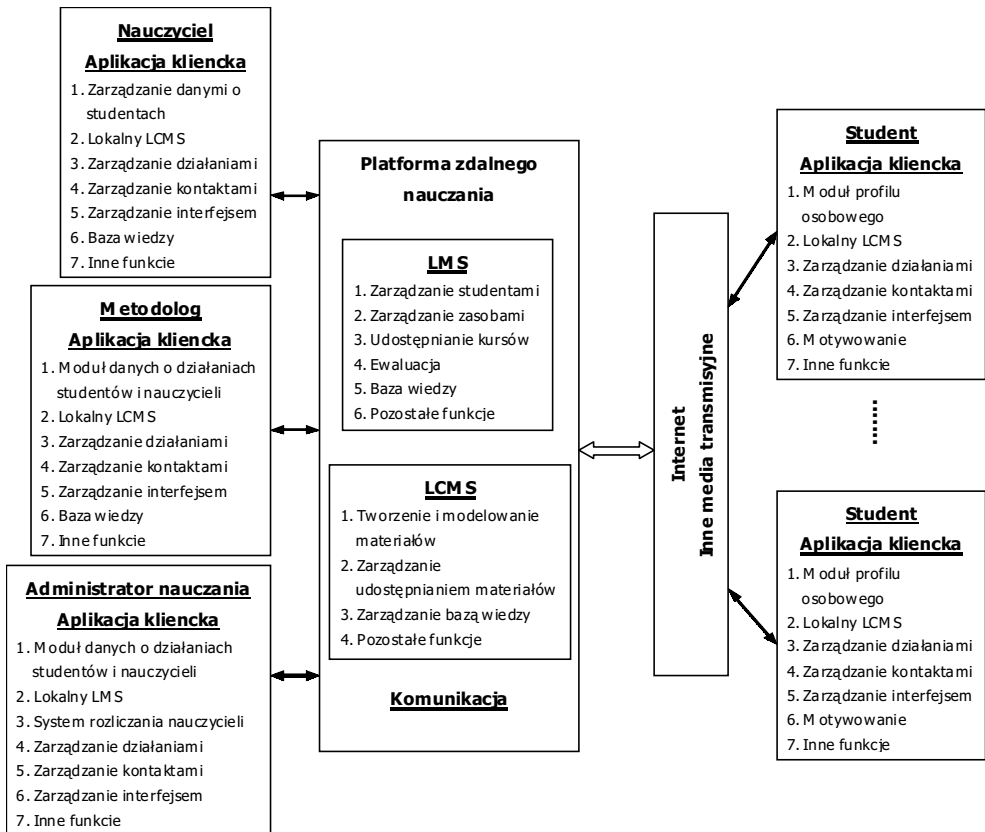 Nauczyciel
Aplikacja kliencka
1. Zarządzanie danymi o
studentach
2. Lokalny LCMS
3. Zarządzanie działaniami
4. Zarządzanie kontaktami
5. Zarządzanie interfejsem
6. Baza wiedzy
7. Inne funkcie
Metodolog
Aplikacja kliencka
1. Moduł danych o działaniach
studentów i nauczycieli
2. Lokalny LCMS
3. Zarządzanie działaniami
4. Zarządzanie kontaktami
5. Zarządzanie interfejsem
6. Baza wiedzy
7. Inne funkcie
Administrator nauczania
Aplikacja kliencka
1. Moduł danych o działaniach
studentów i nauczycieli
2. Lokalny LMS
3. System rozliczania nauczycieli
4. Zarządzanie działaniami
5. Zarządzanie kontaktami
6. Zarządzanie interfejsem
7. Inne funkcie
Platforma zdalnego
nauczania
LMS
1. Zarządzanie studentami
2. Zarządzanie zasobami
3. Udostępnianie kursów
4. Ewaluacja
5. Baza wiedzy
6. Pozostałe funkcje
LCMS
1. Tworzenie i modelowanie
materiałów
2. Zarządzanie
udostępnianiem materiałów
3. Zarządzanie bazą wiedzy
4. Pozostałe funkcje
Komunikacja
Internet
Inne media transmisyjne
Student
Aplikacja kliencka
1. Moduł profilu
osobowego
2. Lokalny LCMS
3. Zarządzanie działaniami
4. Zarządzanie kontaktami
5. Zarządzanie interfejsem
6. Motywowanie
7. Inne funkcie
.......
Student
Aplikacja kliencka
1. Moduł profilu
osobowego
2. Lokalny LCMS
3. Zarządzanie działaniami
4. Zarządzanie kontaktami
5. Zarządzanie interfejsem
6. Motywowanie
7. Inne funkcie